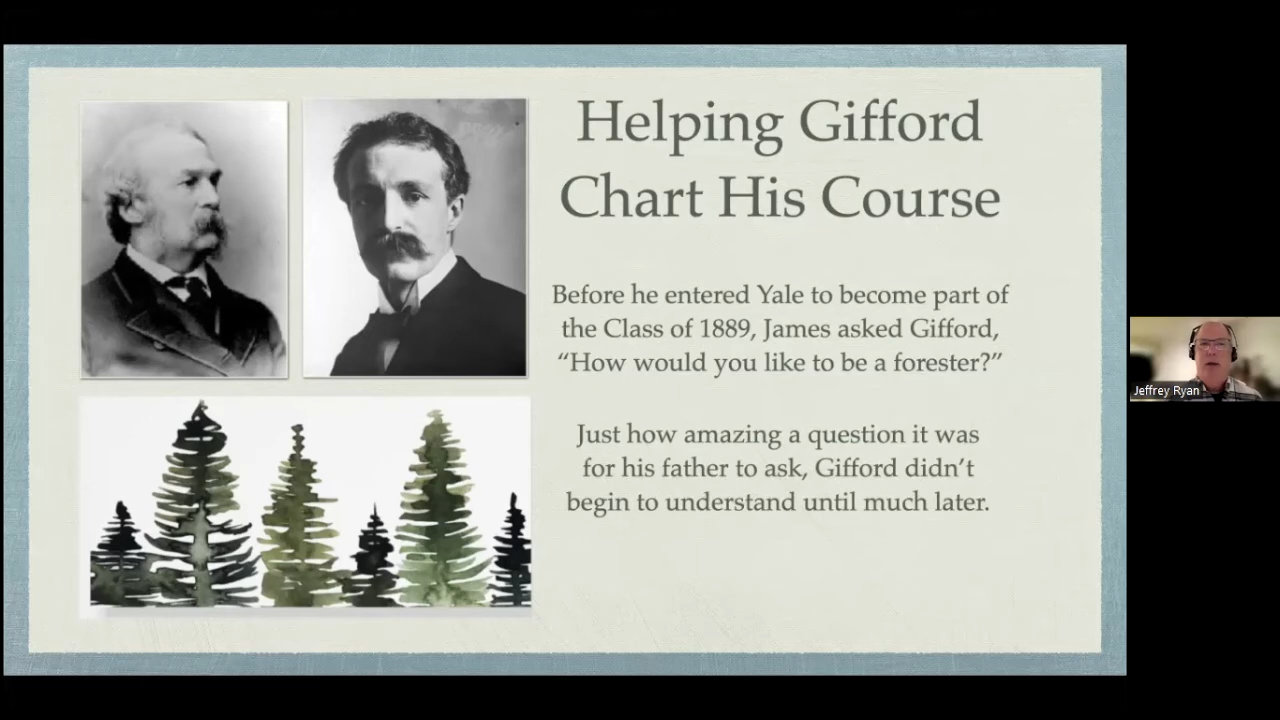 Helping Gifford
Chart His Course
Before he entered Yale to become part of
the Class of 1889, James asked Gifford,
“How would you like to be a forester?”
Just how amazing a question it was
for his father to ask, Gifford didn’t
begin to understand until much later.
Jeffrey Ryan